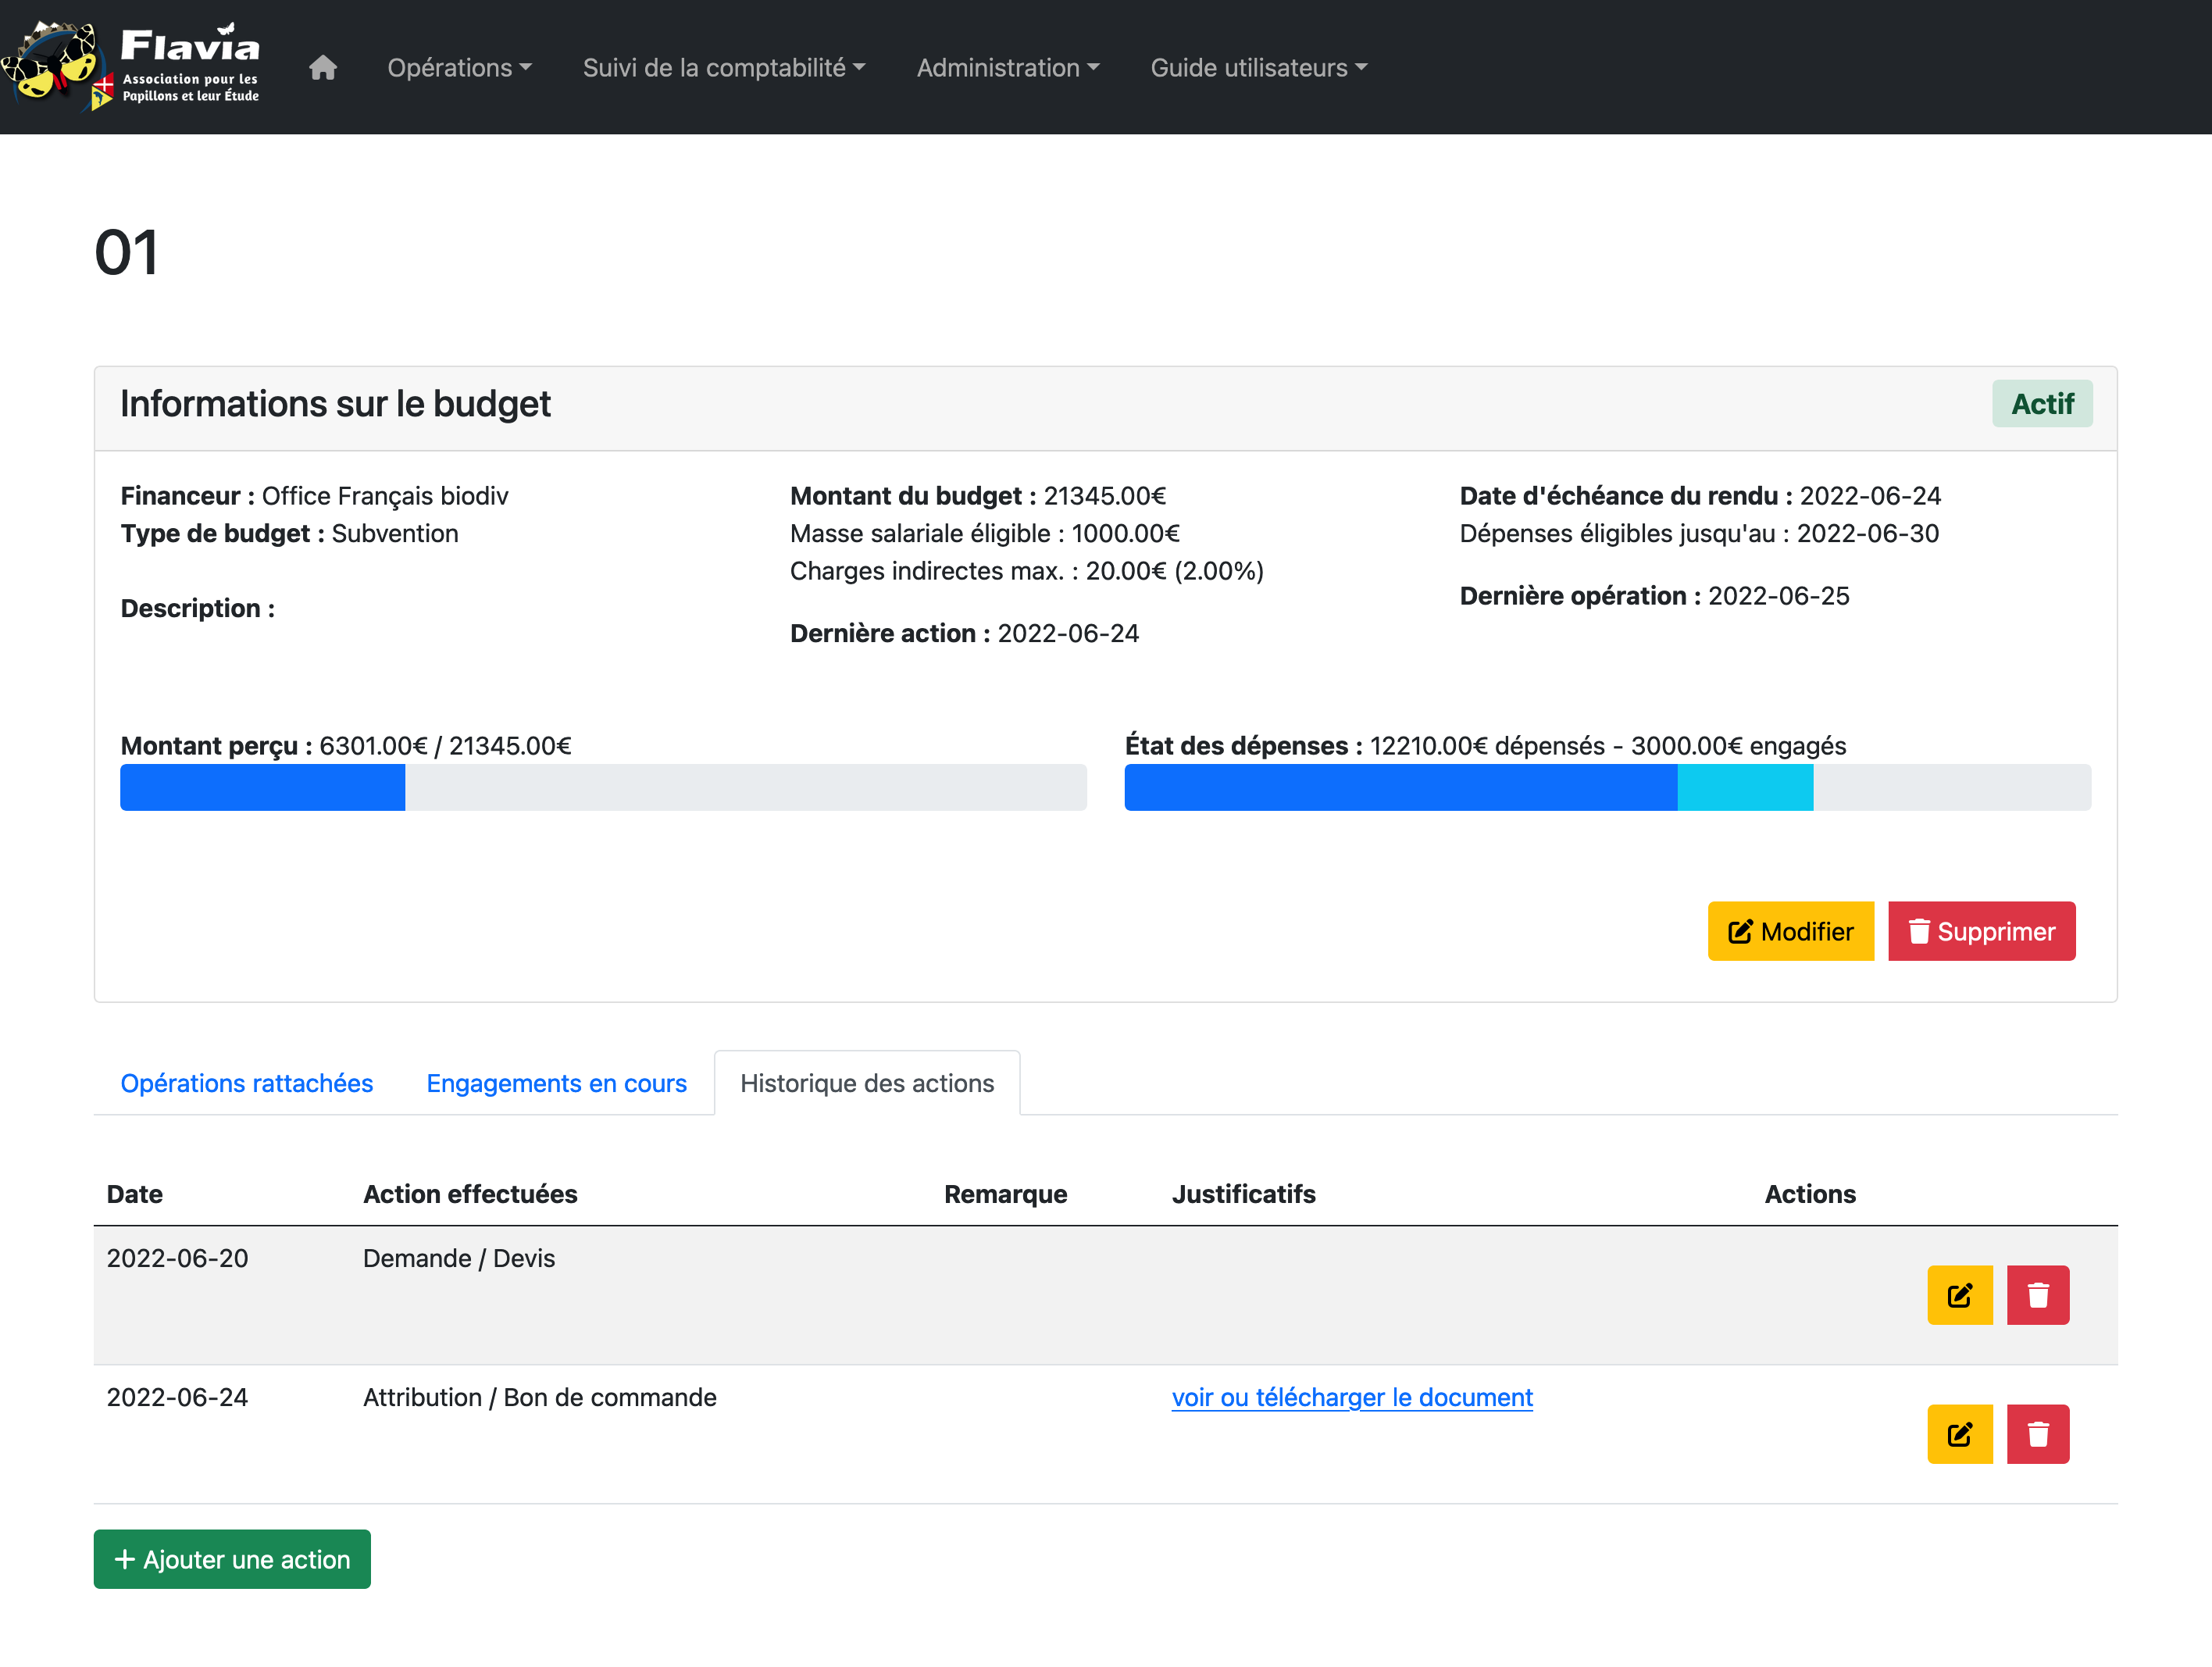 Flavia
Association pour les
Papillons et leur Étude
Opérations
Suivi de la comptabilité
Administration
Guide utilisateurs
01
Informations sur le budget
Actif
Financeur : Office Français biodiv
Type de budget : Subvention
Description :
Montant du budget : 21345.00€
Masse salariale éligible : 1000.00€
Charges indirectes max. : 20.00€ (2.00%)
Dernière action : 2022-06-24
Date d'échéance du rendu : 2022-06-24
Dépenses éligibles jusqu'au : 2022-06-30
Dernière opération : 2022-06-25
Montant perçu : 6301.00€ / 21345.00€
État des dépenses : 12210.00€ dépensés - 3000.00€ engagés
Modifier
Supprimer
Opérations rattachées
Engagements en cours
Historique des actions
Date Action effectuées Remarque Justificatifs Actions
2022-06-20 Demande / Devis
2022-06-24 Attribution / Bon de commande voir ou télécharger le document
+ Ajouter une action